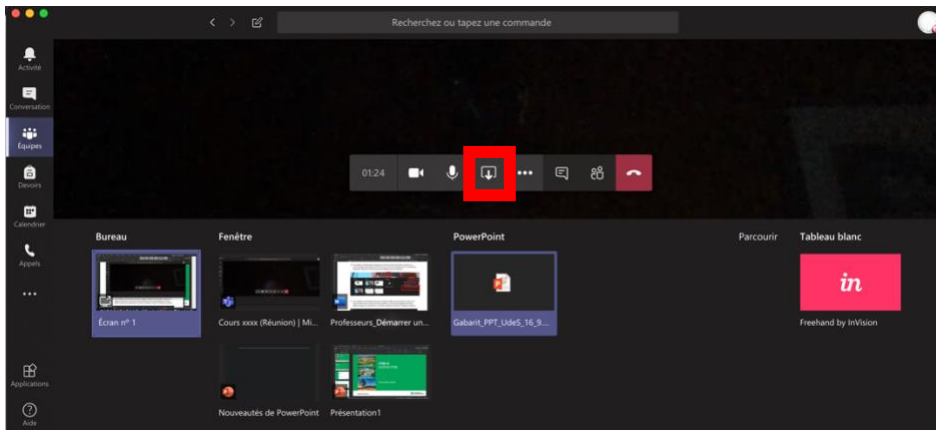 Recherchez ou tapez une commande
Activité
Conversation
Équipes
Devoirs
Calendrier
Appels
Applications
Aide
01:24
Bureau
Fenêtre
PowerPoint
Parcourir
Tableau blanc
Écran nº 1
Cours xxxx (Réunion) | Mi...
Professeurs_Démarrer un...
Gabarit_PPT_UdeS_16_9....
in
Freehand by InVision
Nouveautés de PowerPoint
Présentation1